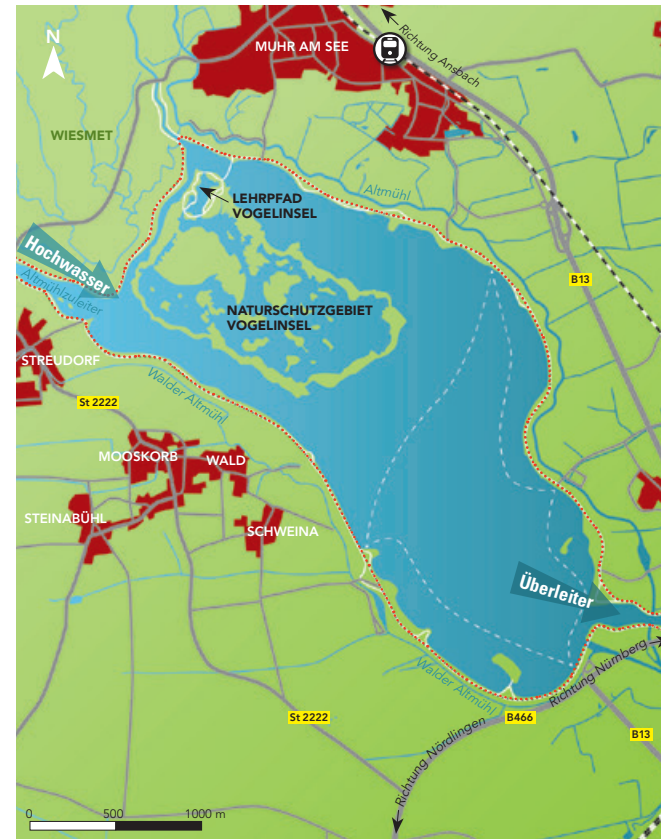 N
MUHR AM SEE
Richtung Ansbach
WIESMET
Altmühl
LEHRPFAD
VOGELINSEL
Hochwasser
Altmühlzuleiter
B13
NATURSCHUTZGEBIET
VOGELINSEL
STREUDORF
St 2222
Walder Altmühl
MOOSKORB
WALD
STEINABÜHL
SCHWEINA
Überleiter
Walder Altmühl
Richtung Nürnberg
St 2222
B466
B13
Richtung Nördlingen
0 500 1000 m